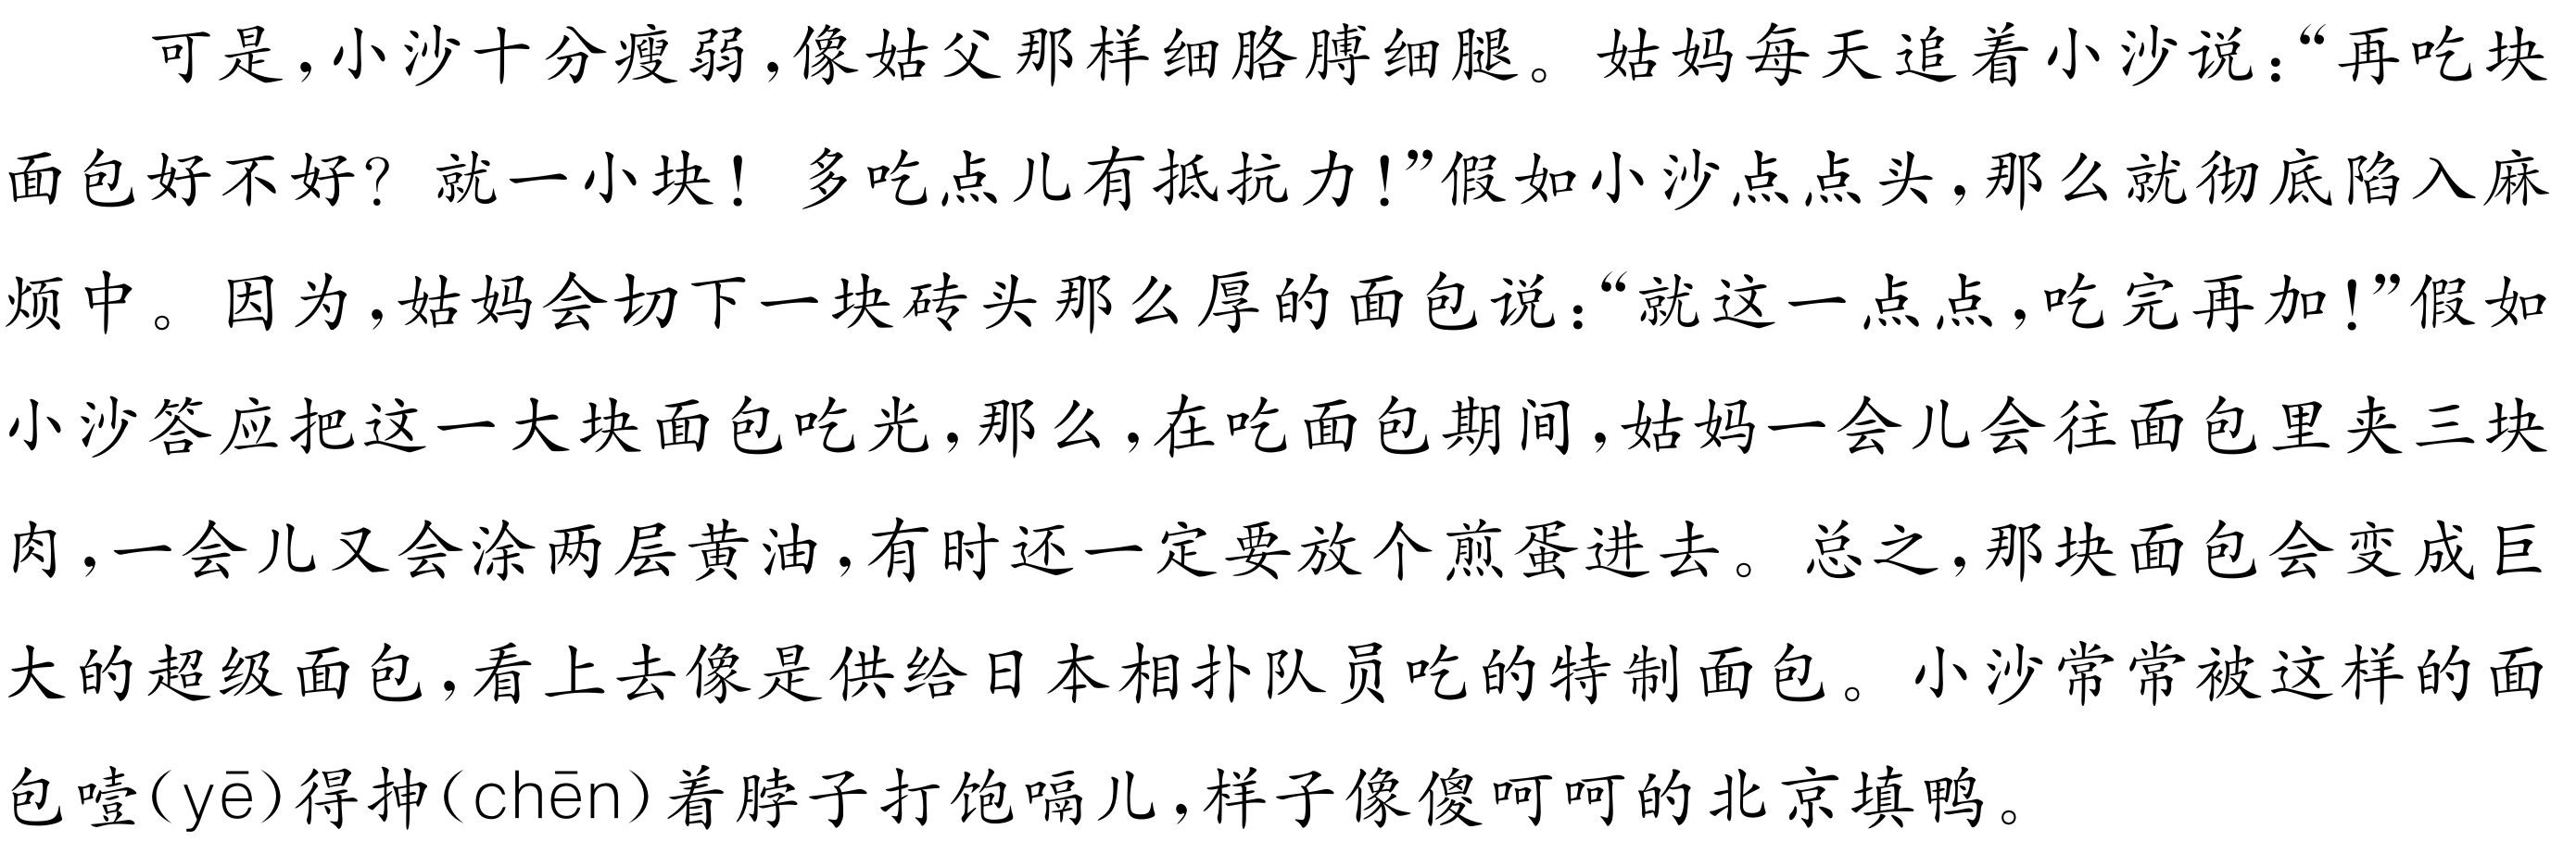 可是，小沙十分瘦弱，像姑父那样细胳膊细腿。姑妈每天追着小沙说：“再吃块
面包好不好？就一小块！多吃点儿有抵抗力！”假如小沙点点头，那么就彻底陷入麻
烦中。因为，姑妈会切下一块砖头那么厚的面包说：“就这一点点，吃完再加！”假如
小沙答应把这一大块面包吃光，那么，在吃面包期间，姑妈一会儿会往面包里夹三块
肉，一会儿又会涂两层黄油，有时还一定要放个煎蛋进去。总之，那块面包会变成巨
大的超级面包，看上去像是供给日本相扑队员吃的特制面包。小沙常常被这样的面
包噎(yē)得抻(chēn)着脖子打饱嗝儿，样子像傻呵呵的北京填鸭。